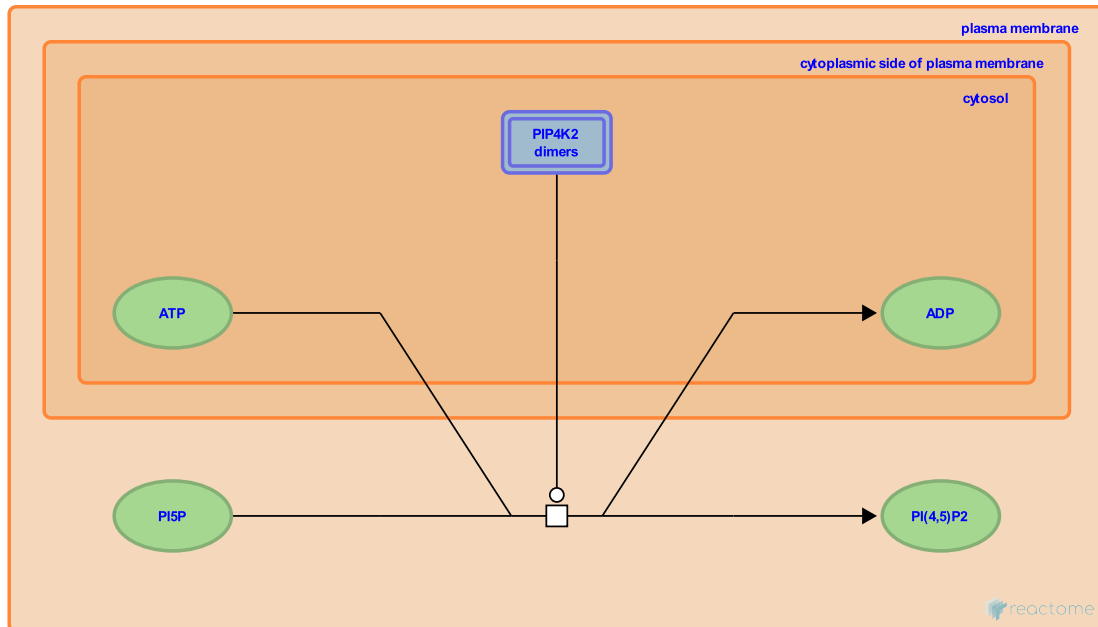 plasma membrane
cytoplasmic side of plasma membrane
cytosol
PIP4K2
dimers
ATP
ADP
PI5P
PI(4,5)P2
reactome